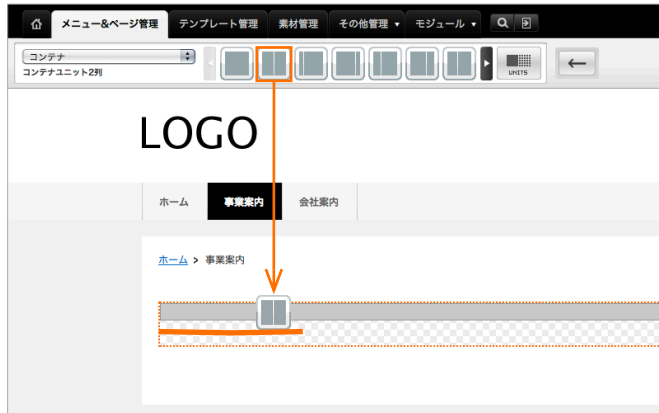 メニュー&ページ管理 テンプレート管理 素材管理 その他管理 ▼ モジュール ▼
コンテナ
コンテナユニット2列
UNITS
LOGO
ホーム 事業案内 会社案内
ホーム > 事業案内